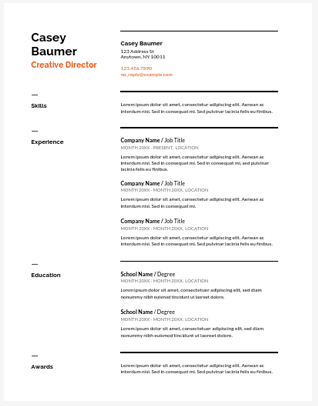 Casey
Baumer
Creative Director
Casey Baumer
123 Address St
Anytown, NY 10011
123.456.7890
no_reply@example.com
Skills
Lorem ipsum dolor sit amet, consectetur adipiscing elit. Aenean ac
interdum nisi. Sed in consequat mi. Sed pulvinar lacinia felis eu finibus.
Experience
Company Name / Job Title
MONTH 20XX - PRESENT, LOCATION
Lorem ipsum dolor sit amet, consectetur adipiscing elit. Aenean ac
interdum nisi. Sed in consequat mi, sed pulvinar
lacinia felis eu finibus.
Company Name / Job Title
MONTH 20XX - MONTH 20XX, LOCATION
Lorem ipsum dolor sit amet, consectetur adipiscing elit. Aenean ac
interdum nisi. Sed in consequat mi.
Company Name / Job Title
MONTH 20XX - MONTH 20XX, LOCATION
Lorem ipsum dolor sit amet, consectetur adipiscing elit. Aenean ac
interdum nisi. Sed in consequat mi. Sed pulvinar lacinia felis eu finibus.
Education
School Name / Degree
MONTH 20XX - MONTH 20XX, LOCATION
Lorem ipsum dolor sit amet, consectetuer adipiscing elit, sed diam
nonummy nibh euismod tincidunt ut laoreet dolore.
School Name / Degree
MONTH 20XX - MONTH 20XX, LOCATION
Lorem ipsum dolor sit amet, consectetuer adipiscing elit, sed diam
nonummy nibh euismod tincidunt.
Awards
Lorem ipsum dolor sit amet, consectetur adipiscing elit. Aenean ac
interdum nisi. Sed in consequat mi. Sed pulvinar lacinia felis eu finibus.